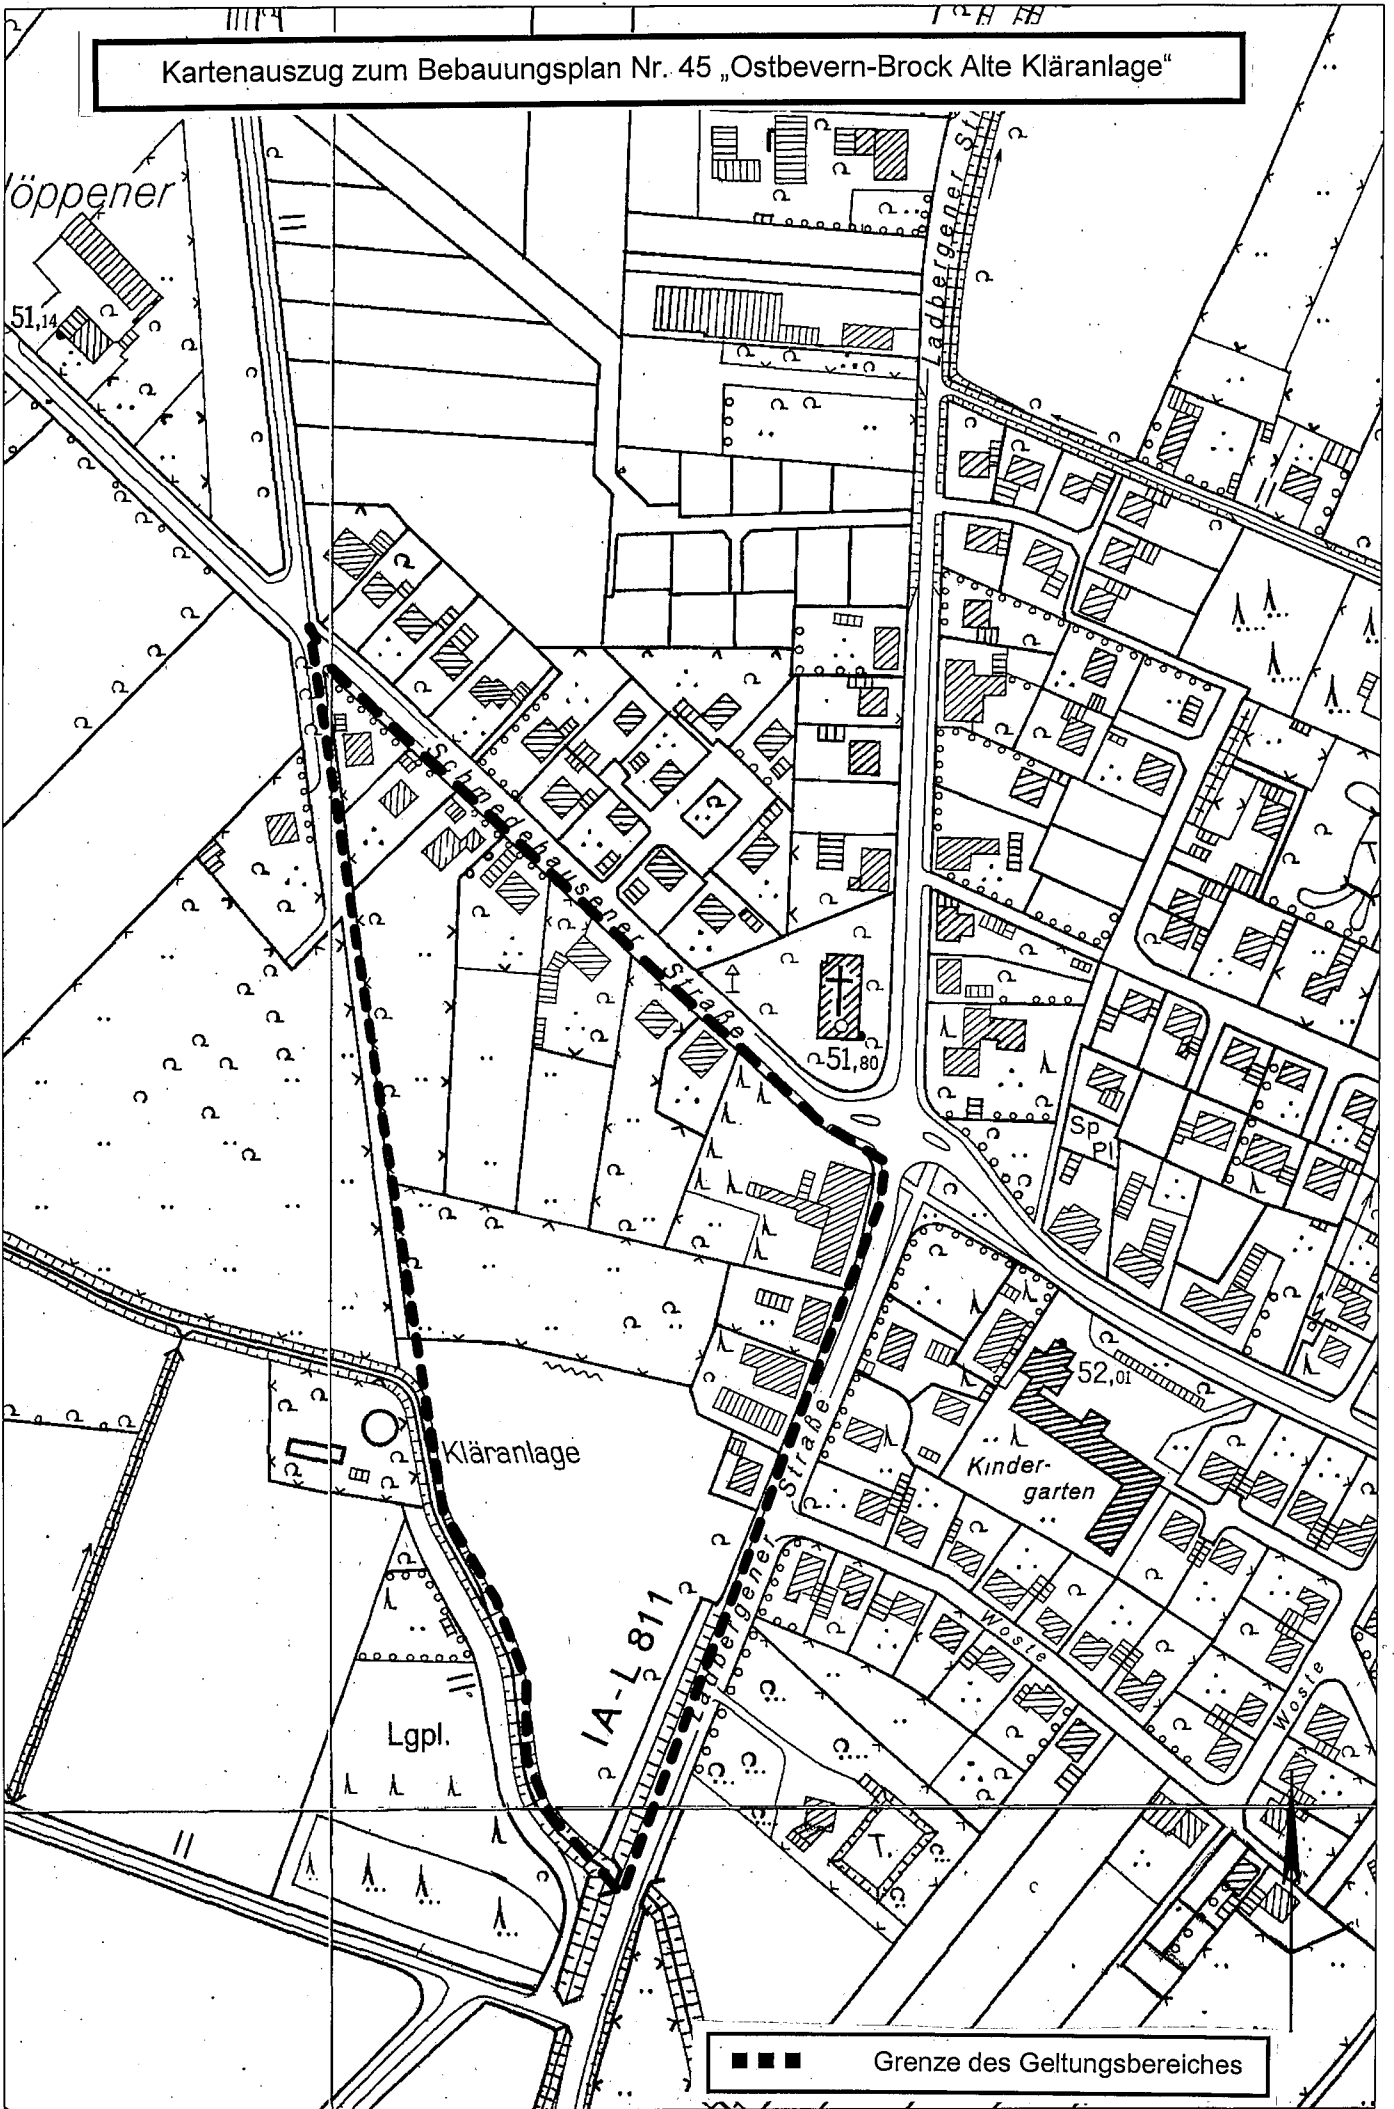 Kartenauszug zum Bebauungsplan Nr. 45 „Ostbevern-Brock Alte Kläranlage“
öppener
51,14
Ladbergener St
Schmedehausener Straße
51,80
Sp
Pl
52,01
Kinder-
garten
Kläranlage
Ladbergener Straße
IA-L811
Woste
Woste
Lgpl.
T.
Grenze des Geltungsbereiches